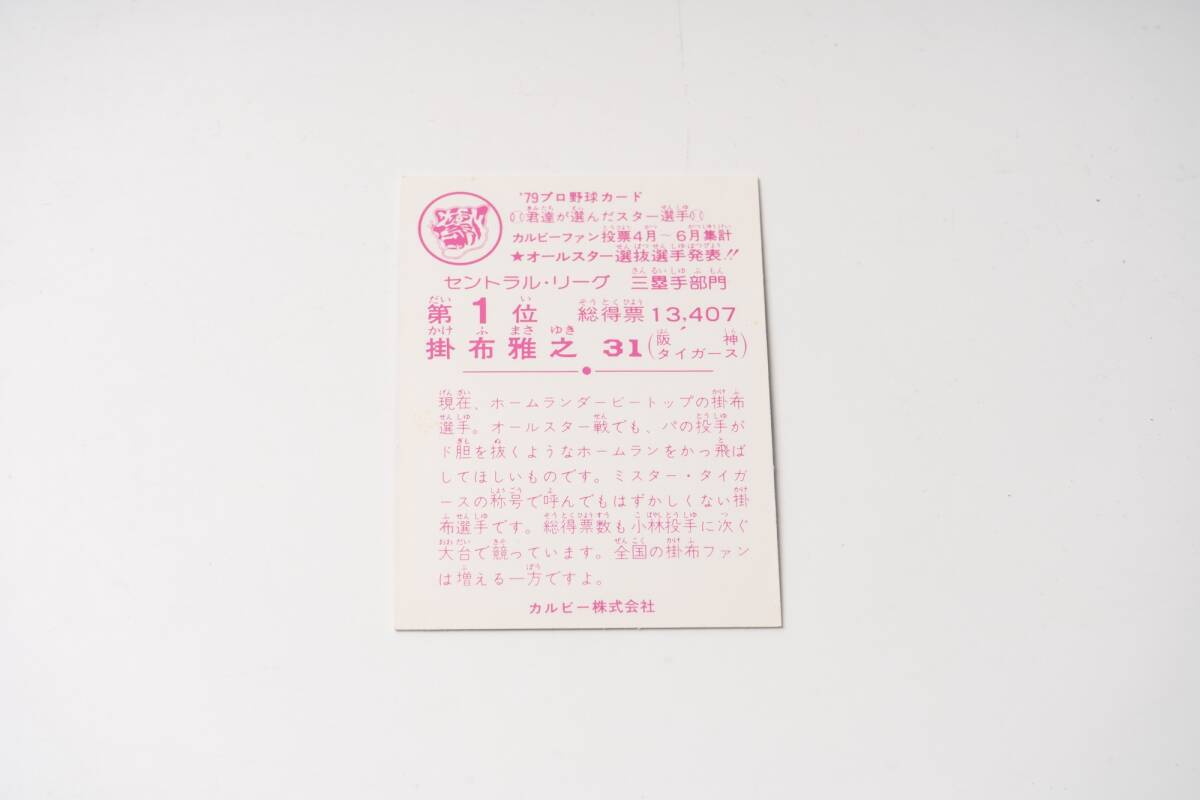 '79プロ野球カード
君達が選んだスター選手
カルビーファン投票4月～6月集計
★オールスター選抜選手発表!!
セントラル・リーグ 三塁手部門
第1位 総得票13,407
掛布雅之 31(阪神タイガース)
現在、ホームランダービートップの掛布
選手。オールスター戦でも、パの投手が
ド胆を抜くようなホームランをかっ飛ば
してほしいものです。ミスター・タイガ
ースの称号で呼んでもはずかしくない掛
布選手です。総得票数も小林投手に次ぐ
大台で競っています。全国の掛布ファン
は増える一方ですよ。
カルビー株式会社